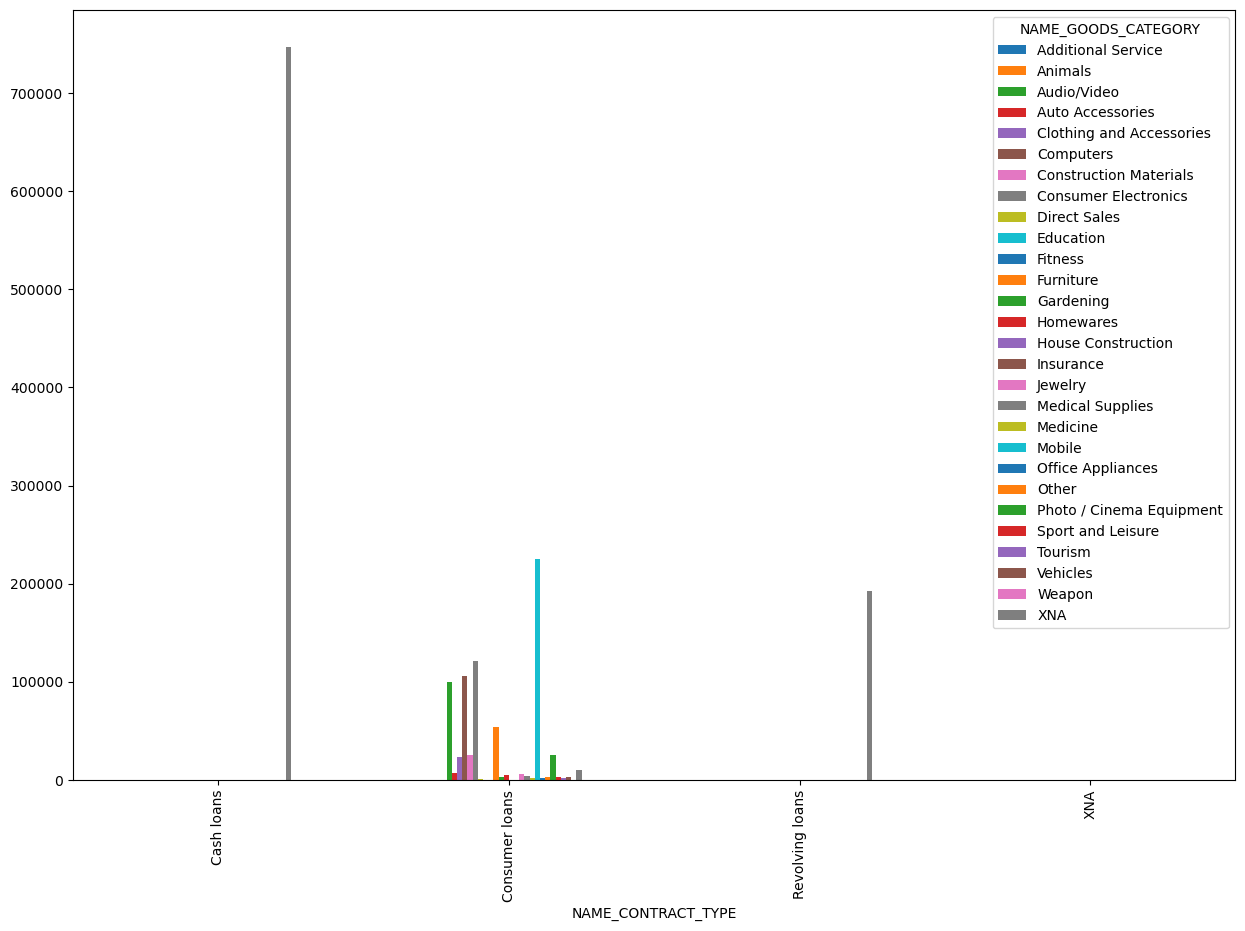 NAME_GOODS_CATEGORY
Additional Service
Animals
Audio/Video
Auto Accessories
Clothing and Accessories
Computers
Construction Materials
Consumer Electronics
Direct Sales
Education
Fitness
Furniture
Gardening
Homewares
House Construction
Insurance
Jewelry
Medical Supplies
Medicine
Mobile
Office Appliances
Other
Photo / Cinema Equipment
Sport and Leisure
Tourism
Vehicles
Weapon
XNA
700000
600000
500000
400000
300000
200000
100000
0
Cash loans
Consumer loans
Revolving loans
XNA
NAME_CONTRACT_TYPE